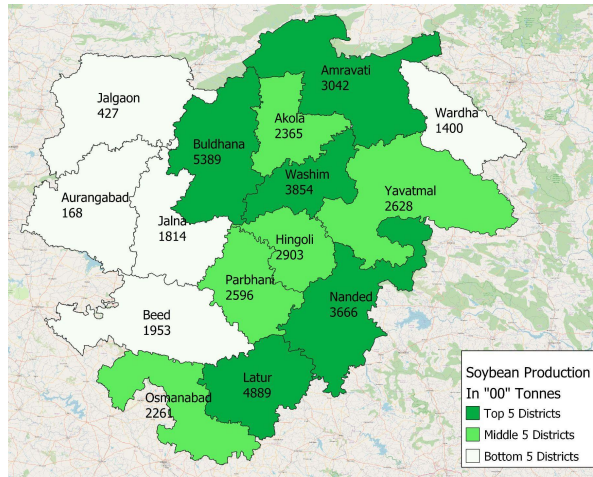 Amravati
3042
Jalgaon
427
Wardha
1400
Akola
2365
Buldhana
5389
Washim
3854
Yavatmal
2628
Aurangabad
168
Jalna
1814
Hingoli
2903
Parbhani
2596
Nanded
3666
Beed
1953
Latur
4889
Osmanabad
2261
Soybean Production
In "00" Tonnes
Top 5 Districts
Middle 5 Districts
Bottom 5 Districts